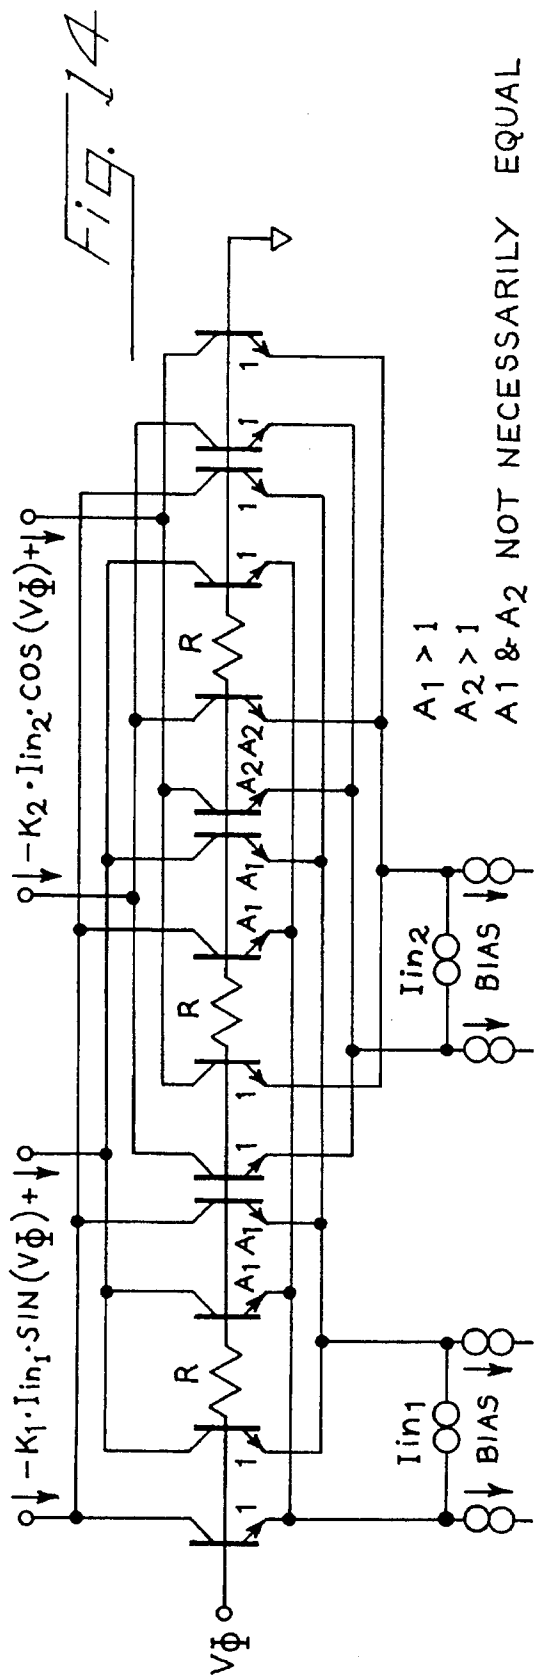 Fig. 14
−K1·Iin1·SIN(VΦ)+
−K2·Iin2·COS(VΦ)+
VΦ
R
R
R
1
1
A1
A1
1
1
A1
A1
A2
A2
1
1
1
1
Iin1
BIAS
Iin2
BIAS
A1 > 1
A2 > 1
A1 & A2 NOT NECESSARILY EQUAL